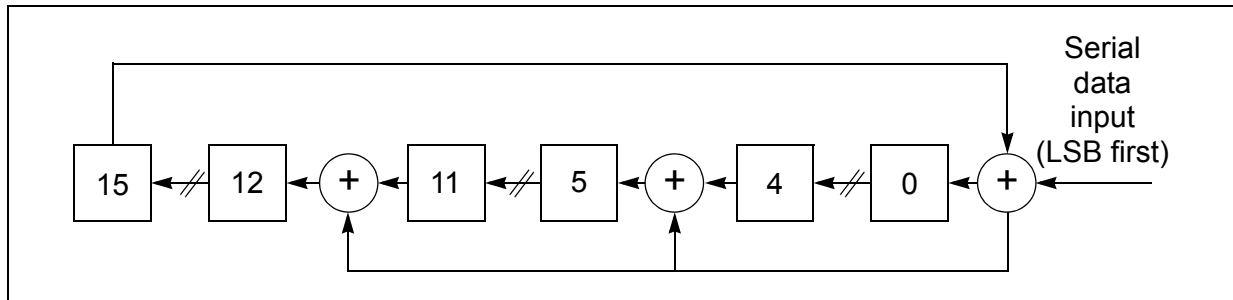 Serial
data
input
(LSB first)
15 12 + 11 5 + 4 0 +